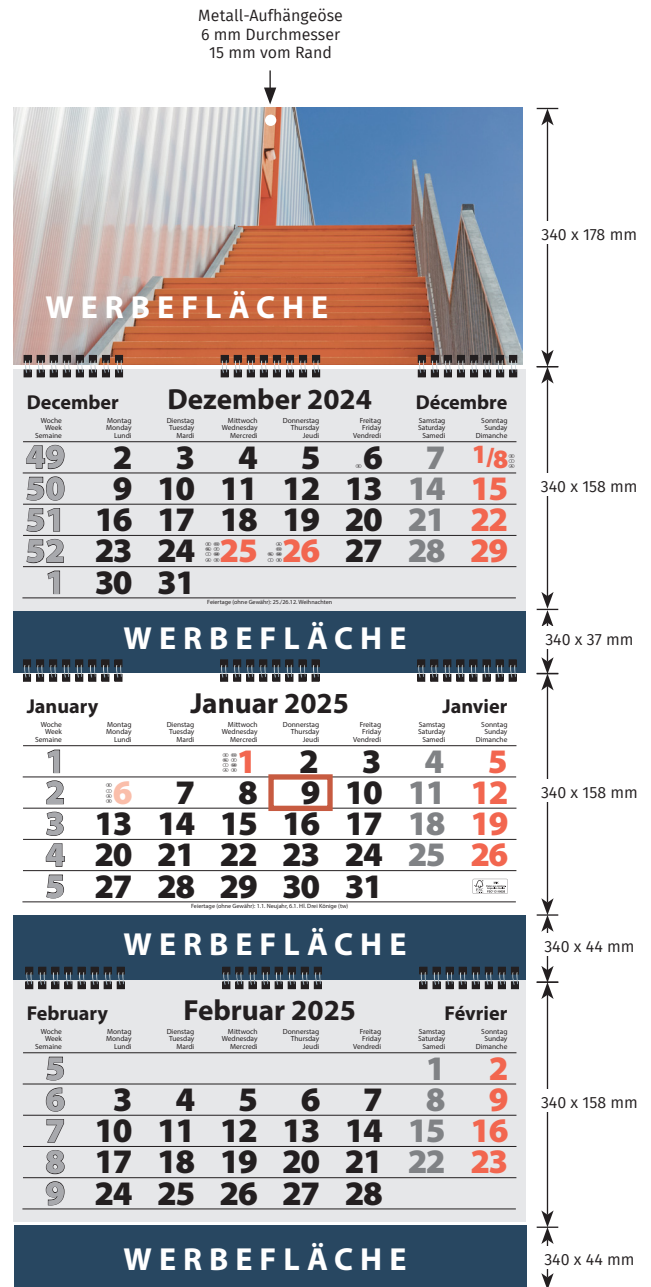 Metall-Aufhängeöse
6 mm Durchmesser
15 mm vom Rand
340 x 178 mm
WERBEFLÄCHE
December Dezember 2024 Décembre
Woche Montag Dienstag Mittwoch Donnerstag Freitag Samstag Sonntag
Week Monday Tuesday Wednesday Thursday Friday Saturday Sunday
Semaine Lundi Mardi Mercredi Jeudi Vendredi Samedi Dimanche
49 2 3 4 5 6 7 1/8
50 9 10 11 12 13 14 15
340 x 158 mm
51 16 17 18 19 20 21 22
52 23 24 25 26 27 28 29
1 30 31
Feiertage (ohne Gewähr): 25./26.12. Weihnachten
WERBEFLÄCHE
340 x 37 mm
January Januar 2025 Janvier
Woche Montag Dienstag Mittwoch Donnerstag Freitag Samstag Sonntag
Week Monday Tuesday Wednesday Thursday Friday Saturday Sunday
Semaine Lundi Mardi Mercredi Jeudi Vendredi Samedi Dimanche
1 1 2 3 4 5
2 6 7 8 9 10 11 12
340 x 158 mm
3 13 14 15 16 17 18 19
4 20 21 22 23 24 25 26
5 27 28 29 30 31
Feiertage (ohne Gewähr): 1.1. Neujahr, 6.1. Hl. Drei Könige (tw)
WERBEFLÄCHE
340 x 44 mm
February Februar 2025 Février
Woche Montag Dienstag Mittwoch Donnerstag Freitag Samstag Sonntag
Week Monday Tuesday Wednesday Thursday Friday Saturday Sunday
Semaine Lundi Mardi Mercredi Jeudi Vendredi Samedi Dimanche
5 1 2
6 3 4 5 6 7 8 9
340 x 158 mm
7 10 11 12 13 14 15 16
8 17 18 19 20 21 22 23
9 24 25 26 27 28
WERBEFLÄCHE
340 x 44 mm